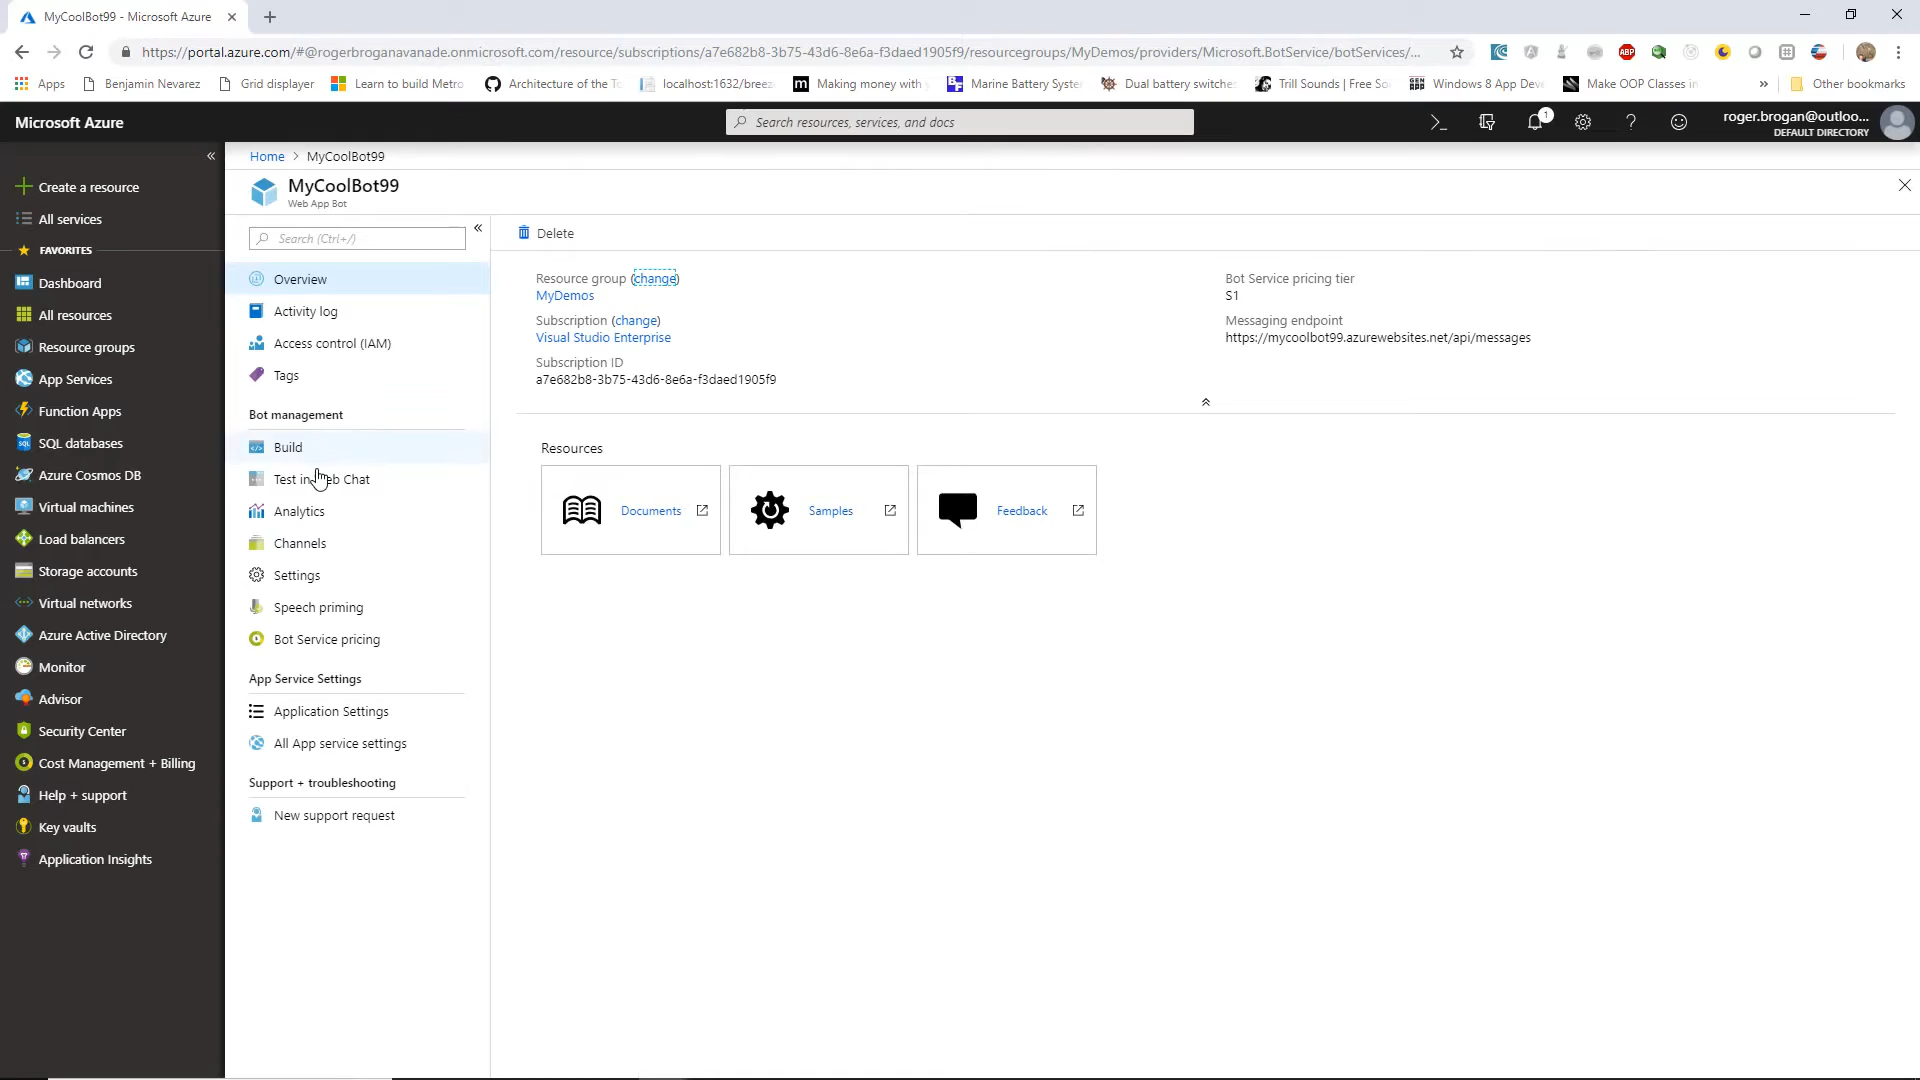 MyCoolBot99 - Microsoft Azure
https://portal.azure.com/#@rogerbroganavanade.onmicrosoft.com/resource/subscriptions/a7e682b8-3b75-43d6-8e6a-f3daed1905f9/resourcegroups/MyDemos/providers/Microsoft.BotService/botServices/...
ABP
Apps Benjamin Nevarez Grid displayer Learn to build Metro Architecture of the localhost:1632/breez Making money with Marine Battery Syste Dual battery switche Trill Sounds | Free So Windows 8 App Deve Make OOP Classes in » Other bookmarks
Microsoft Azure
Search resources, services, and docs
1
roger.brogan@outloo...
DEFAULT DIRECTORY
Home > MyCoolBot99
MyCoolBot99
Web App Bot
Create a resource
All services
FAVORITES
Dashboard
All resources
Resource groups
App Services
Function Apps
SQL databases
Azure Cosmos DB
Virtual machines
Load balancers
Storage accounts
Virtual networks
Azure Active Directory
Monitor
Advisor
Security Center
Cost Management + Billing
Help + support
Key vaults
Application Insights
Search (Ctrl+/)
Overview
Activity log
Access control (IAM)
Tags
Bot management
Build
Test in Web Chat
Analytics
Channels
Settings
Speech priming
Bot Service pricing
App Service Settings
Application Settings
All App service settings
Support + troubleshooting
New support request
Delete
Resource group (change)
MyDemos
Subscription (change)
Visual Studio Enterprise
Subscription ID
a7e682b8-3b75-43d6-8e6a-f3daed1905f9
Bot Service pricing tier
S1
Messaging endpoint
https://mycoolbot99.azurewebsites.net/api/messages
Resources
Documents
Samples
Feedback